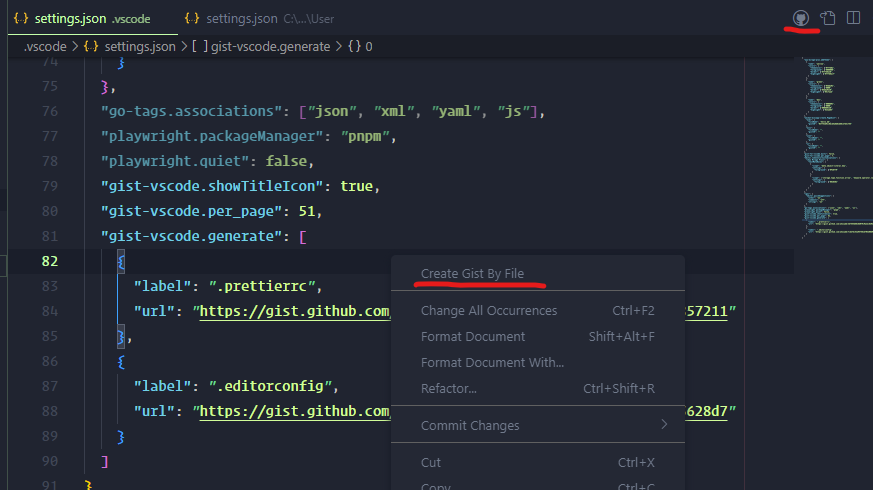 settings.json .vscode
settings.json C:\...\User
.vscode > settings.json > [ ] gist-vscode.generate > { } 0
74 }
75 },
76 "go-tags.associations": ["json", "xml", "yaml", "js"],
77 "playwright.packageManager": "pnpm",
78 "playwright.quiet": false,
79 "gist-vscode.showTitleIcon": true,
80 "gist-vscode.per_page": 51,
81 "gist-vscode.generate": [
82 {
83 "label": ".prettierrc",
84 "url": "https://gist.github.com
85 },
86 {
87 "label": ".editorconfig",
88 "url": "https://gist.github.com
89 }
90 ]
91 }
Create Gist By File
Change All Occurrences Ctrl+F2
Format Document Shift+Alt+F
Format Document With...
Refactor... Ctrl+Shift+R
Commit Changes >
Cut Ctrl+X
Copy Ctrl+C